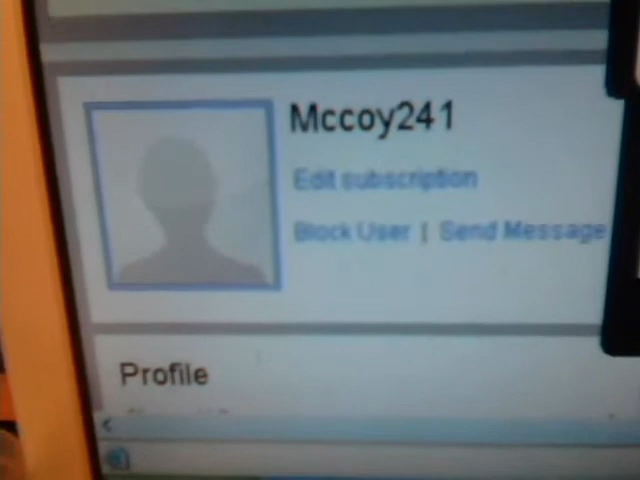 Mccoy241
Edit subscription
Block User | Send Message
Profile